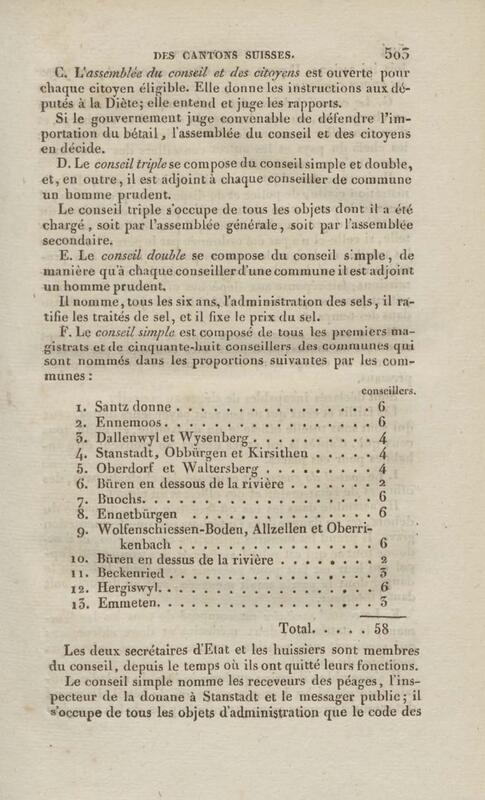 DES CANTONS SUISSES. 503
C. L'assemblée du conseil et des citoyens est ouverte pour
chaque citoyen éligible. Elle donne les instructions aux dé-
putés à la Diète; elle entend et juge les rapports.
Si le gouvernement juge convenable de défendre l'im-
portation du bétail, l'assemblée du conseil et des citoyens
en décide.
D. Le conseil triple se compose du conseil simple et double,
et, en outre, il est adjoint à chaque conseiller de commune
un homme prudent.
Le conseil triple s'occupe de tous les objets dont il a été
chargé, soit par l'assemblée générale, soit par l'assemblée
secondaire.
E. Le conseil double se compose du conseil simple, de
manière qu'à chaque conseiller d'une commune il est adjoint
un homme prudent.
Il nomme, tous les six ans, l'administration des sels, il ra-
tifie les traités de sel, et il fixe le prix du sel.
F. Le conseil simple est composé de tous les premiers ma-
gistrats et de cinquante-huit conseillers des communes qui
sont nommés dans les proportions suivantes par les com-
munes :
conseillers.
1. Santz donne . . . . . . . . . . . . . . . 6
2. Ennemoos . . . . . . . . . . . . . . . . 6
3. Dallenwyl et Wysenberg . . . . . . . . . 4
4. Stanstadt, Obbürgen et Kirsithen . . . . . 4
5. Oberdorf et Waltersberg . . . . . . . . . 4
6. Büren en dessous de la rivière . . . . . . . 2
7. Buochs. . . . . . . . . . . . . . . . . . 6
8. Ennetbürgen . . . . . . . . . . . . . . . 6
9. Wolfenschiessen-Boden, Allzellen et Oberri-
kenbach . . . . . . . . . . . . . . . 6
10. Büren en dessus de la rivière . . . . . . . . 2
11. Beckenried . . . . . . . . . . . . . . . . 3
12. Hergiswyl. . . . . . . . . . . . . . . . . 6
13. Emmeten. . . . . . . . . . . . . . . . . 3
Total. . . . . 58
Les deux secrétaires d'Etat et les huissiers sont membres
du conseil, depuis le temps où ils ont quitté leurs fonctions.
Le conseil simple nomme les receveurs des péages, l'ins-
pecteur de la douane à Stanstadt et le messager public; il
s'occupe de tous les objets d'administration que le code des